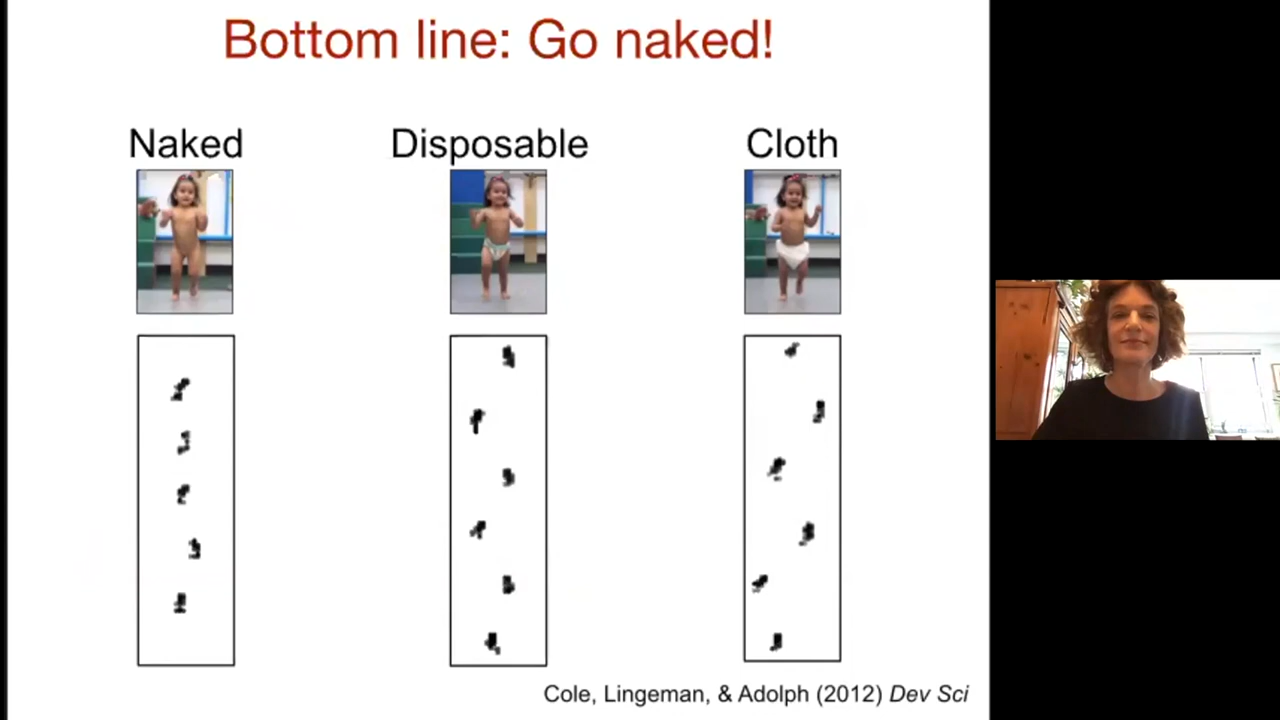 Bottom line: Go naked!
Naked
Disposable
Cloth
Cole, Lingeman, & Adolph (2012) Dev Sci